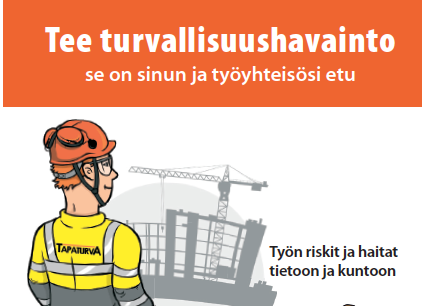 Tee turvallisuushavainto
se on sinun ja työyhteisösi etu
Työn riskit ja haitat
tietoon ja kuntoon
TAPATURVA